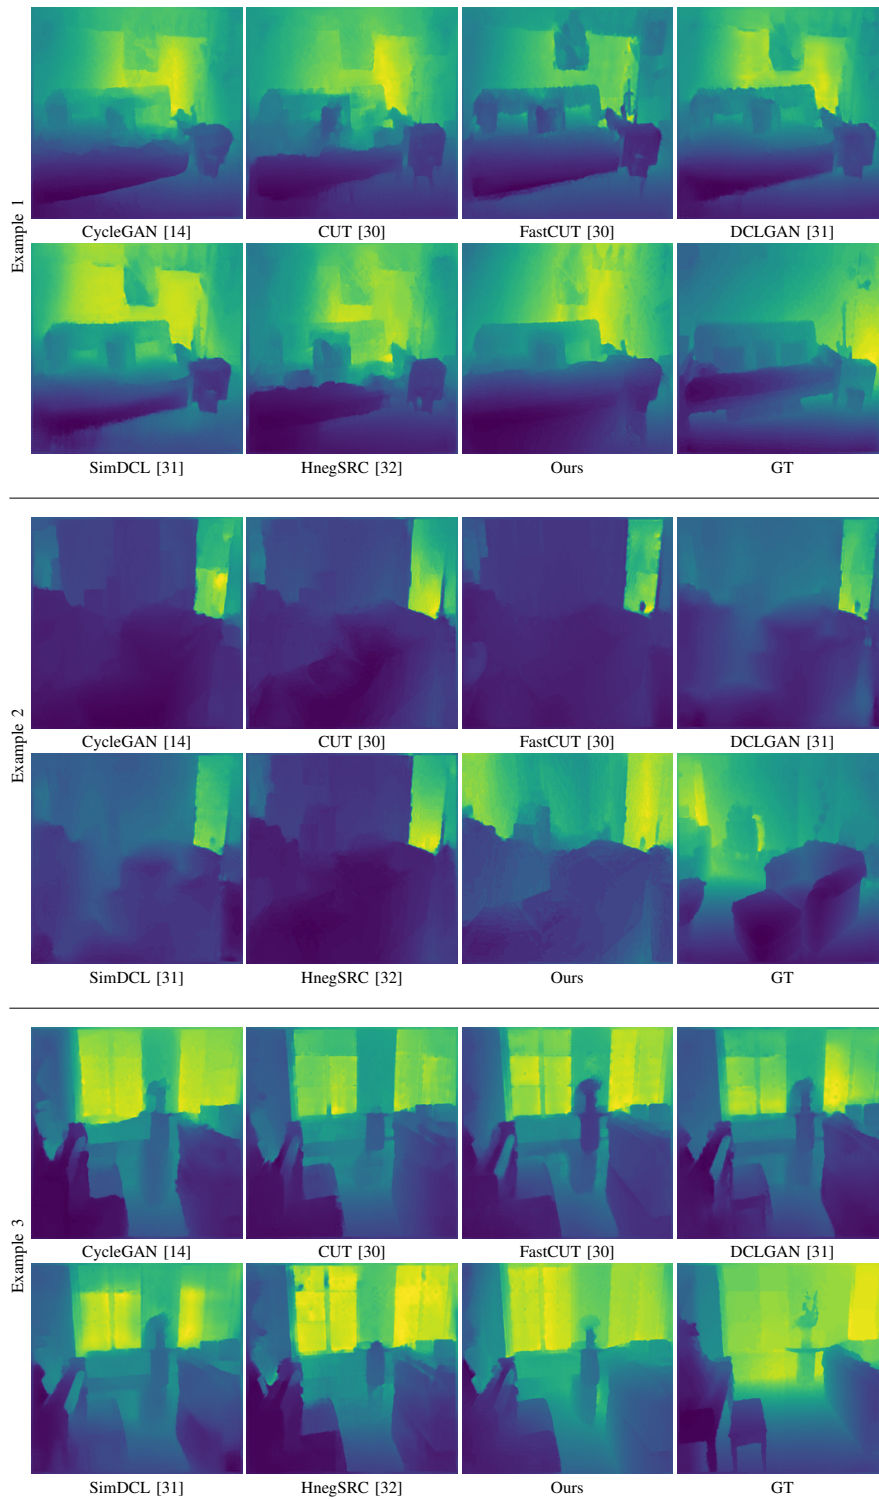 Example 1
CycleGAN [14]
CUT [30]
FastCUT [30]
DCLGAN [31]
SimDCL [31]
HnegSRC [32]
Ours
GT
Example 2
CycleGAN [14]
CUT [30]
FastCUT [30]
DCLGAN [31]
SimDCL [31]
HnegSRC [32]
Ours
GT
Example 3
CycleGAN [14]
CUT [30]
FastCUT [30]
DCLGAN [31]
SimDCL [31]
HnegSRC [32]
Ours
GT